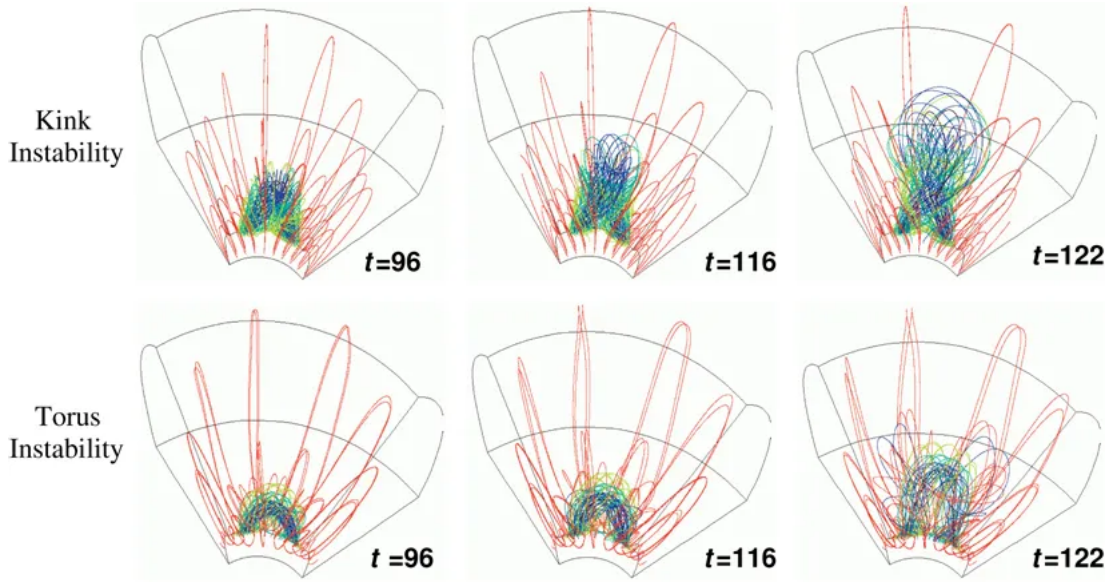 Kink
Instability
t=96
t=116
t=122
Torus
Instability
t =96
t=116
t=122